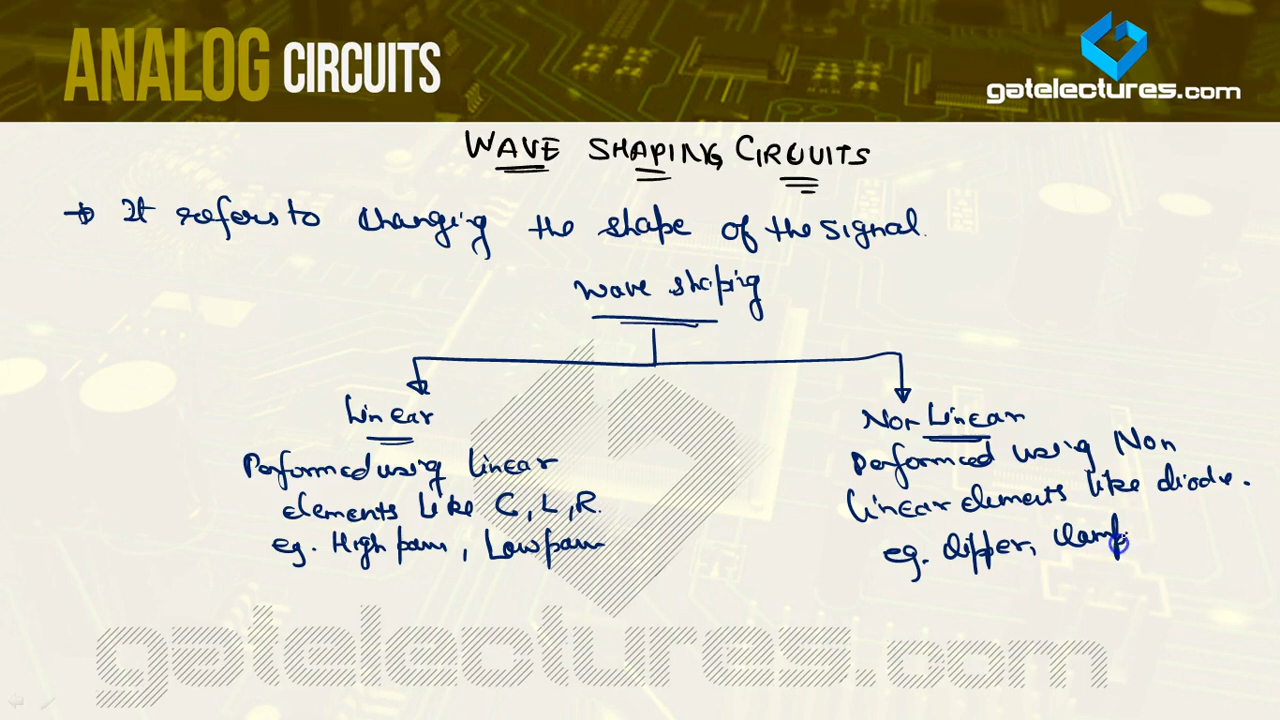 ANALOG CIRCUITS
gatelectures.com
WAVE SHAPING CIRCUITS
→ It refers to changing the shape of the signal.
Wave shaping
Linear
Performed using linear
elements like C, L, R.
eg. High pass, Low pass
Non Linear
Performed using Non
linear elements like diode.
eg. clipper, clamp
gatelectures.com